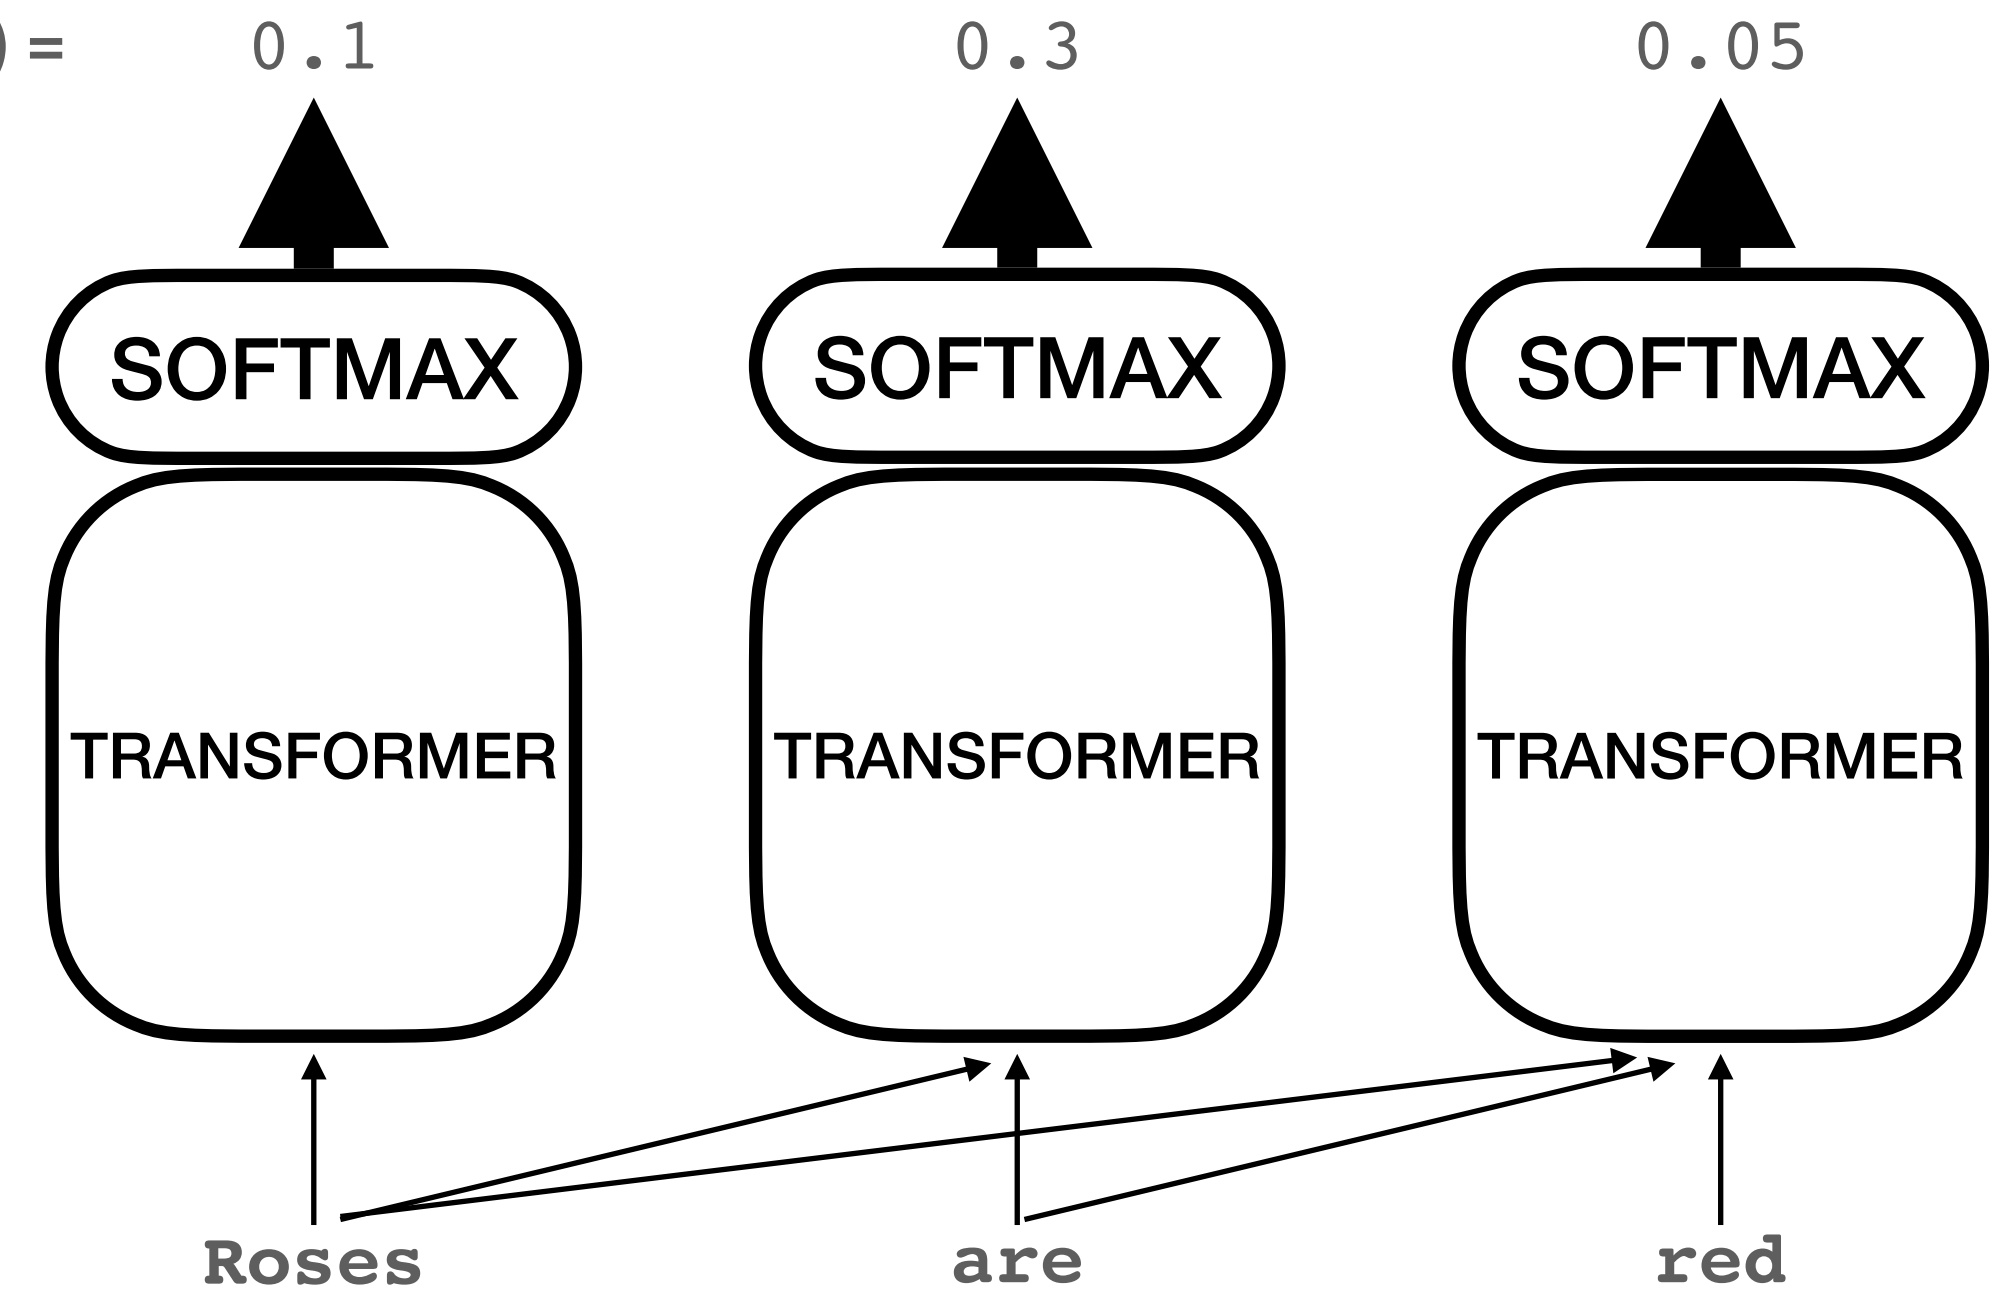 )= 0.1 0.3 0.05
SOFTMAX SOFTMAX SOFTMAX
TRANSFORMER TRANSFORMER TRANSFORMER
Roses are red